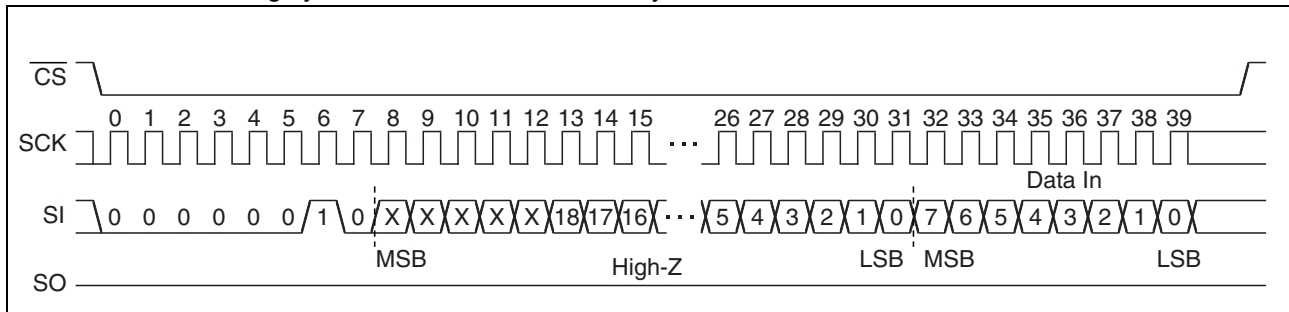 CS
0 1 2 3 4 5 6 7 8 9 10 11 12 13 14 15 26 27 28 29 30 31 32 33 34 35 36 37 38 39
SCK ...
Data In
SI 0 0 0 0 0 0 1 0 X X X X X 18 17 16 ... 5 4 3 2 1 0 7 6 5 4 3 2 1 0
MSB High-Z LSB MSB LSB
SO